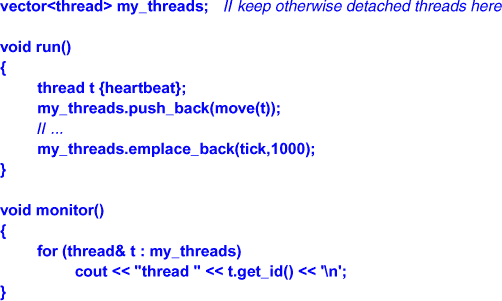 vector<thread> my_threads; // keep otherwise detached threads here
void run()
{
thread t {heartbeat};
my_threads.push_back(move(t));
// ...
my_threads.emplace_back(tick,1000);
}
void monitor()
{
for (thread& t : my_threads)
cout << "thread " << t.get_id() << '\n';
}